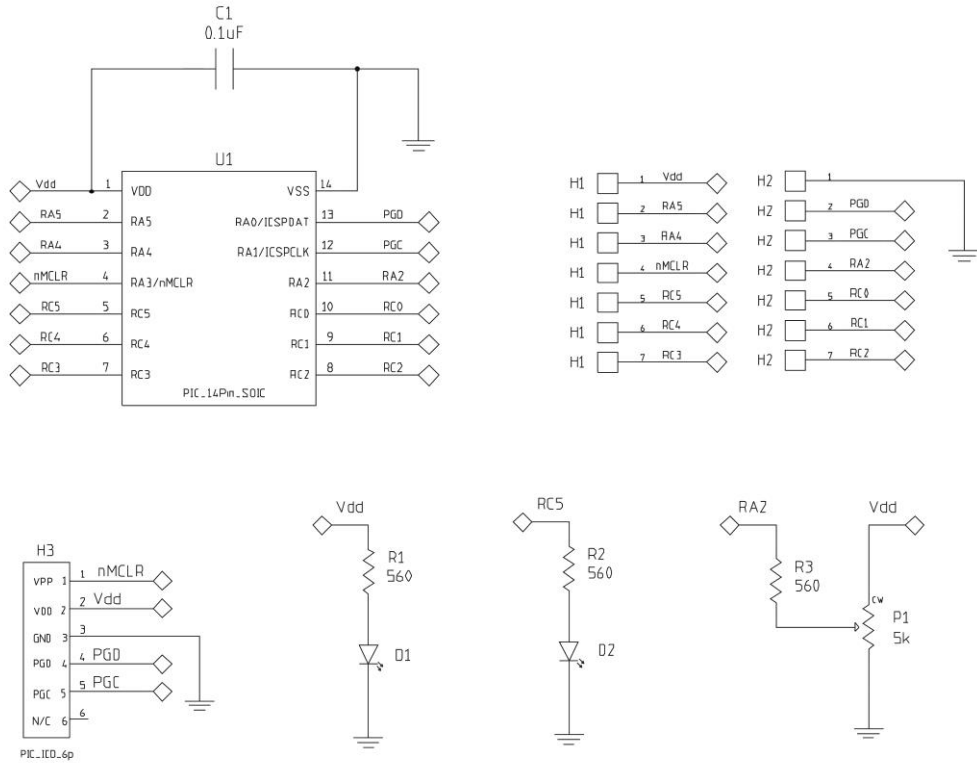 C1
0.1uF
U1
Vdd 1 VDD VSS 14
RA5 2 RA5 RA0/ICSPDAT 13 PGD
RA4 3 RA4 RA1/ICSPCLK 12 PGC
nMCLR 4 RA3/nMCLR RA2 11 RA2
RC5 5 RC5 RC0 10 RC0
RC4 6 RC4 RC1 9 RC1
RC3 7 RC3 RC2 8 RC2
PIC_14Pin_SOIC
H1 1 Vdd
H1 2 RA5
H1 3 RA4
H1 4 nMCLR
H1 5 RC5
H1 6 RC4
H1 7 RC3
H2 1
H2 2 PGD
H2 3 PGC
H2 4 RA2
H2 5 RC0
H2 6 RC1
H2 7 RC2
H3
VPP 1 1 nMCLR
VDD 2 2 Vdd
GND 3 3
PGD 4 4 PGD
PGC 5 5 PGC
N/C 6 6
PIC_ICD_6p
Vdd
R1
560
D1
RC5
R2
560
D2
RA2
Vdd
R3
560
CW
P1
5k